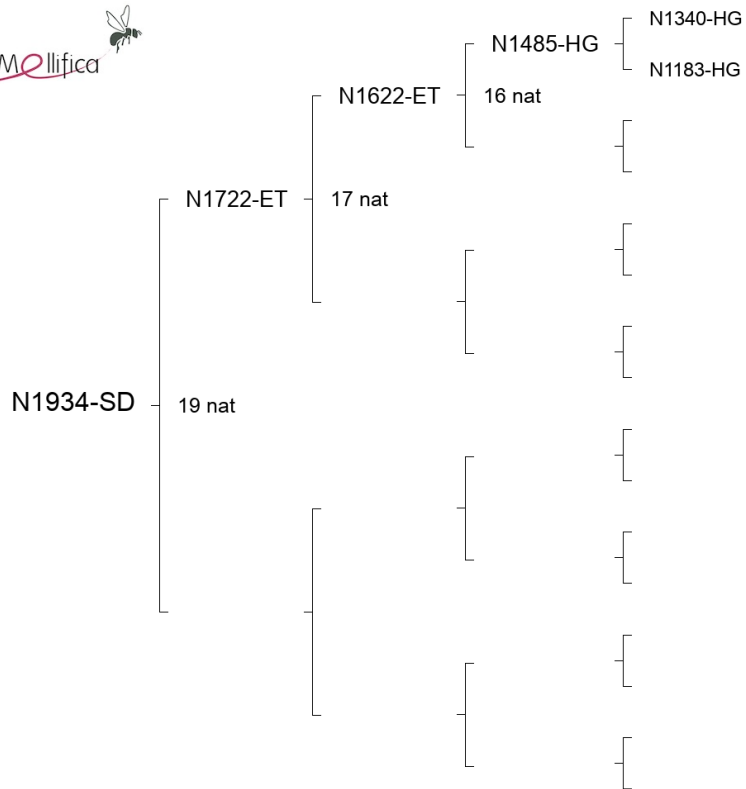 Mellifica
N1340-HG
N1485-HG
N1183-HG
N1622-ET
16 nat
N1722-ET
17 nat
N1934-SD
19 nat